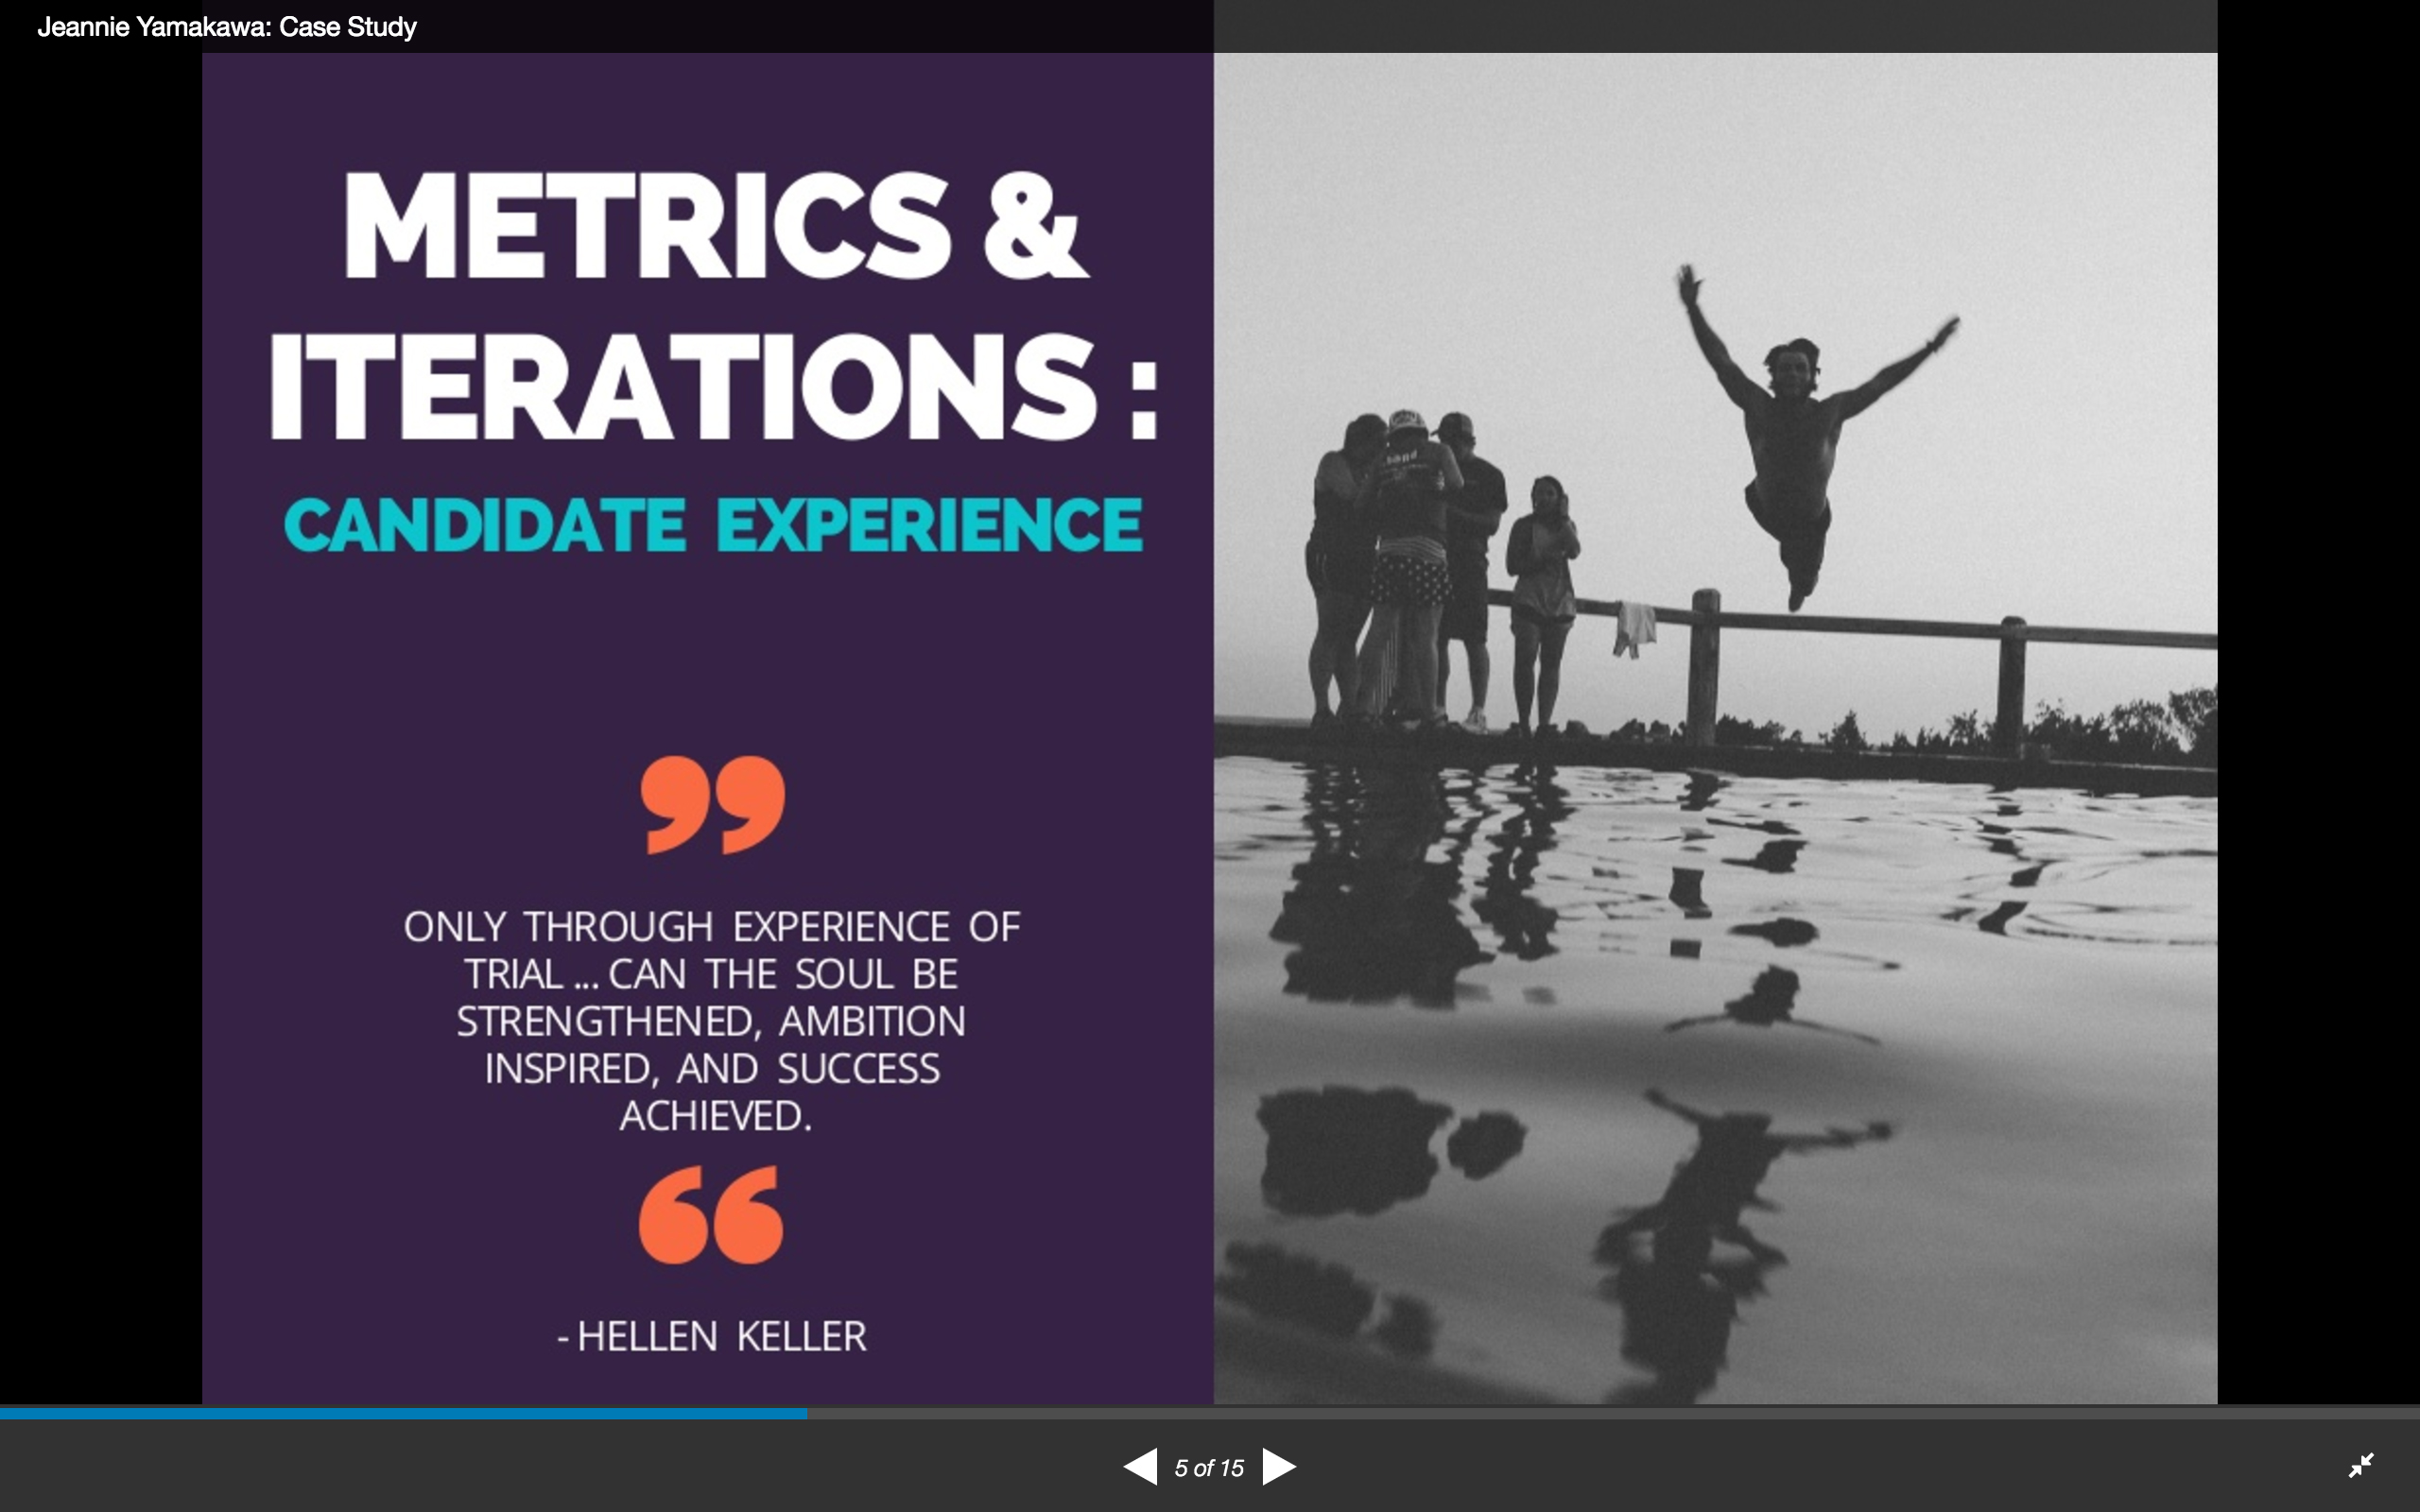 Jeannie Yamakawa: Case Study
METRICS &
ITERATIONS :
CANDIDATE EXPERIENCE
”
ONLY THROUGH EXPERIENCE OF
TRIAL ... CAN THE SOUL BE
STRENGTHENED, AMBITION
INSPIRED, AND SUCCESS
ACHIEVED.
“
- HELLEN KELLER
5 of 15